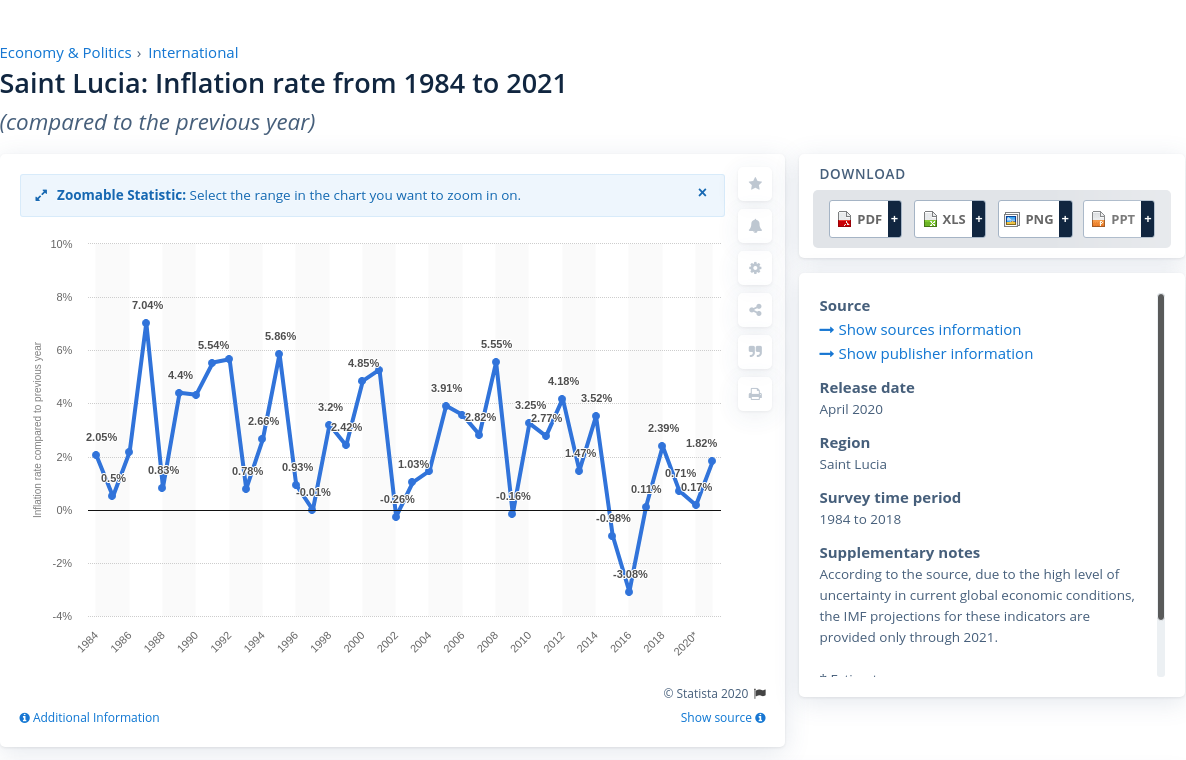 Economy & Politics › International
Saint Lucia: Inflation rate from 1984 to 2021
(compared to the previous year)
Zoomable Statistic: Select the range in the chart you want to zoom in on.
×
Inflation rate compared to previous year
10%
8%
6%
4%
2%
0%
-2%
-4%
2.05%
0.5%
7.04%
0.83%
4.4%
5.54%
0.78%
2.66%
5.86%
0.93%
-0.01%
3.2%
2.42%
4.85%
-0.26%
1.03%
3.91%
2.82%
5.55%
-0.16%
3.25%
2.77%
4.18%
1.47%
3.52%
-0.98%
-3.08%
0.11%
2.39%
0.71%
0.17%
1.82%
1984
1986
1988
1990
1992
1994
1996
1998
2000
2002
2004
2006
2008
2010
2012
2014
2016
2018
2020*
© Statista 2020
Additional Information
Show source
DOWNLOAD
PDF +
XLS +
PNG +
PPT +
Source
Show sources information
Show publisher information
Release date
April 2020
Region
Saint Lucia
Survey time period
1984 to 2018
Supplementary notes
According to the source, due to the high level of
uncertainty in current global economic conditions,
the IMF projections for these indicators are
provided only through 2021.